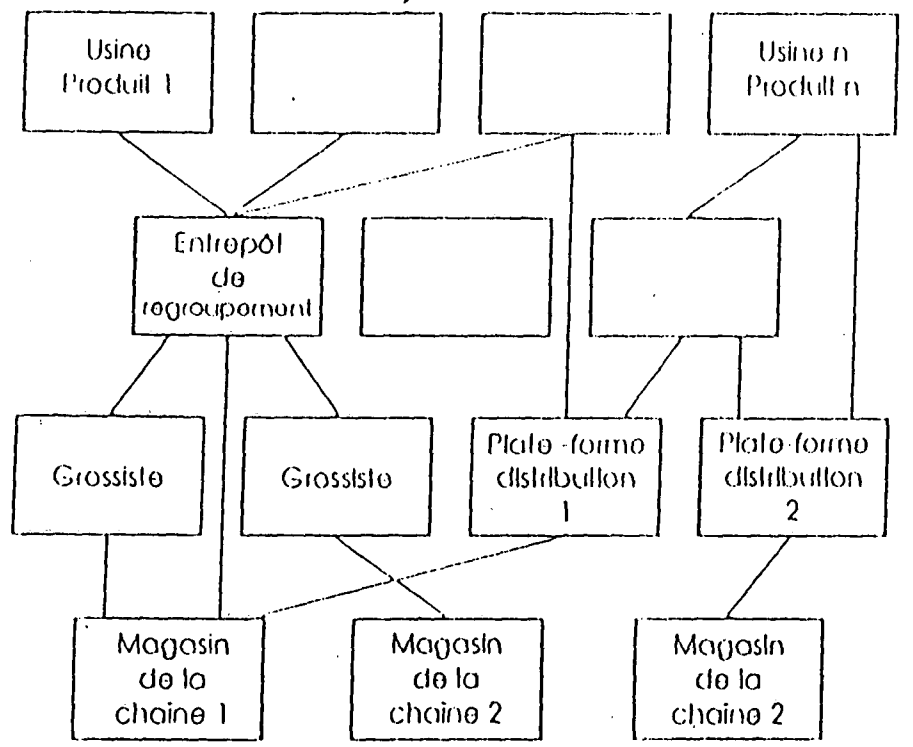 Usine
Produit 1
Usine n
Produit n
Entrepôt
de
regroupement
Grossiste
Grossiste
Plate-forme
distribution
1
Plate-forme
distribution
2
Magasin
de la
chaine 1
Magasin
de la
chaine 2
Magasin
de la
chaine 2